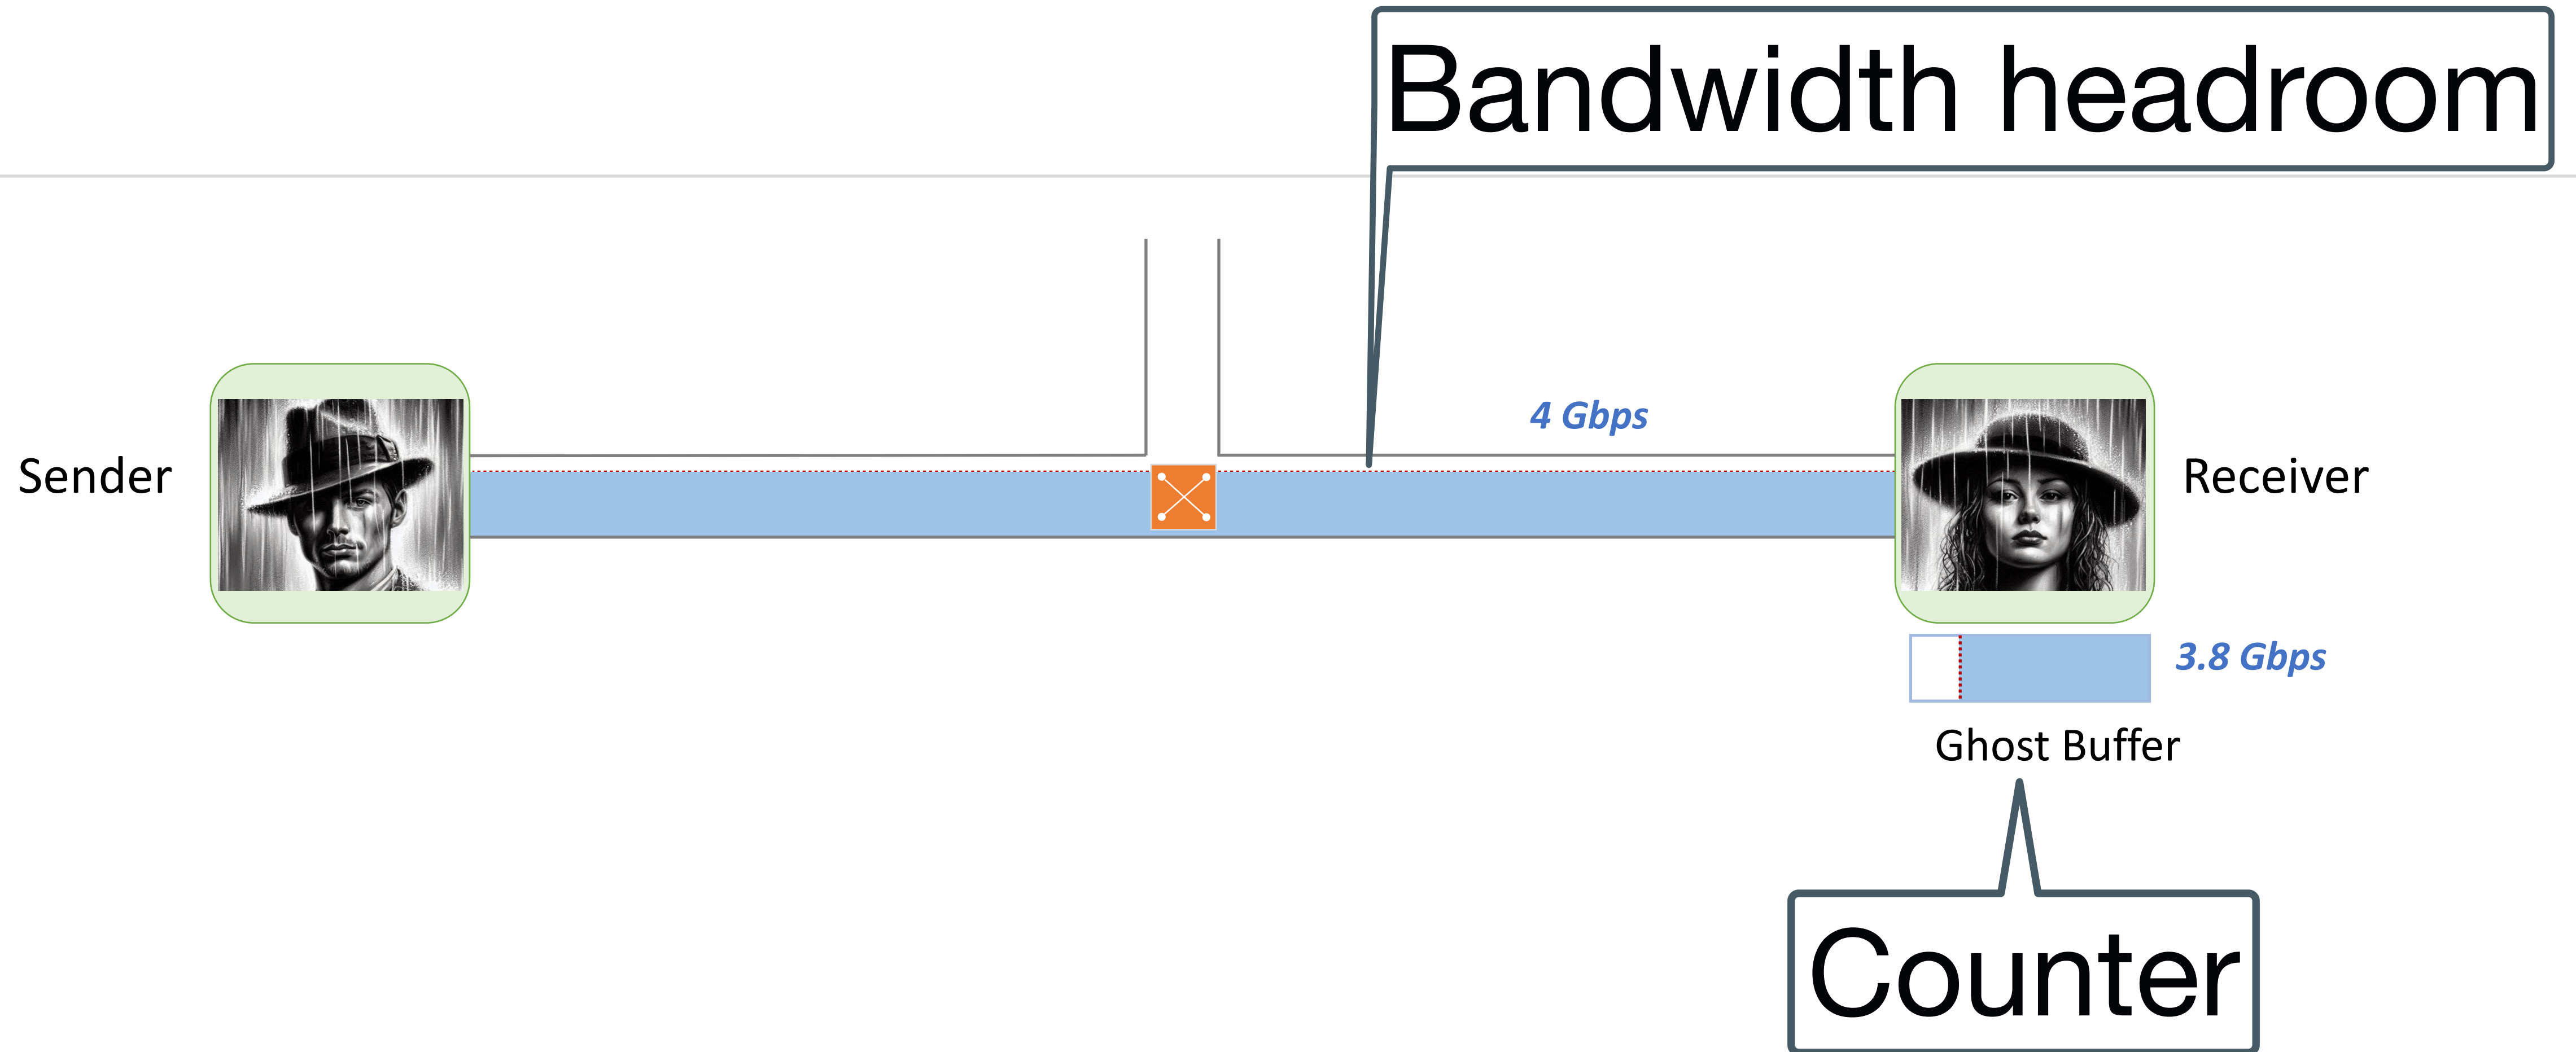 Bandwidth headroom
4 Gbps
Sender
Receiver
3.8 Gbps
Ghost Buffer
Counter